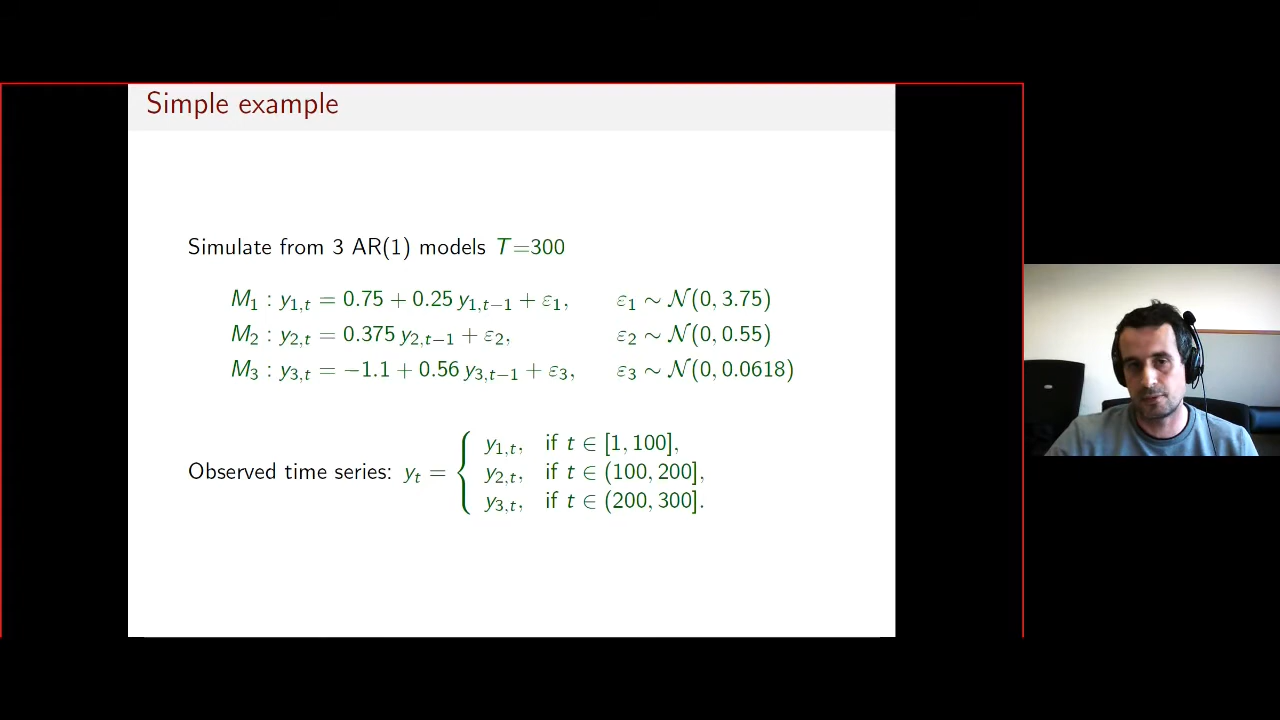 Simple example
Simulate from 3 AR(1) models T=300
M₁ : y₁,ₜ = 0.75 + 0.25 y₁,ₜ₋₁ + ε₁, ε₁ ∼ N(0, 3.75)
M₂ : y₂,ₜ = 0.375 y₂,ₜ₋₁ + ε₂, ε₂ ∼ N(0, 0.55)
M₃ : y₃,ₜ = −1.1 + 0.56 y₃,ₜ₋₁ + ε₃, ε₃ ∼ N(0, 0.0618)
Observed time series: yₜ = {
y₁,ₜ, if t ∈ [1, 100],
y₂,ₜ, if t ∈ (100, 200],
y₃,ₜ, if t ∈ (200, 300].